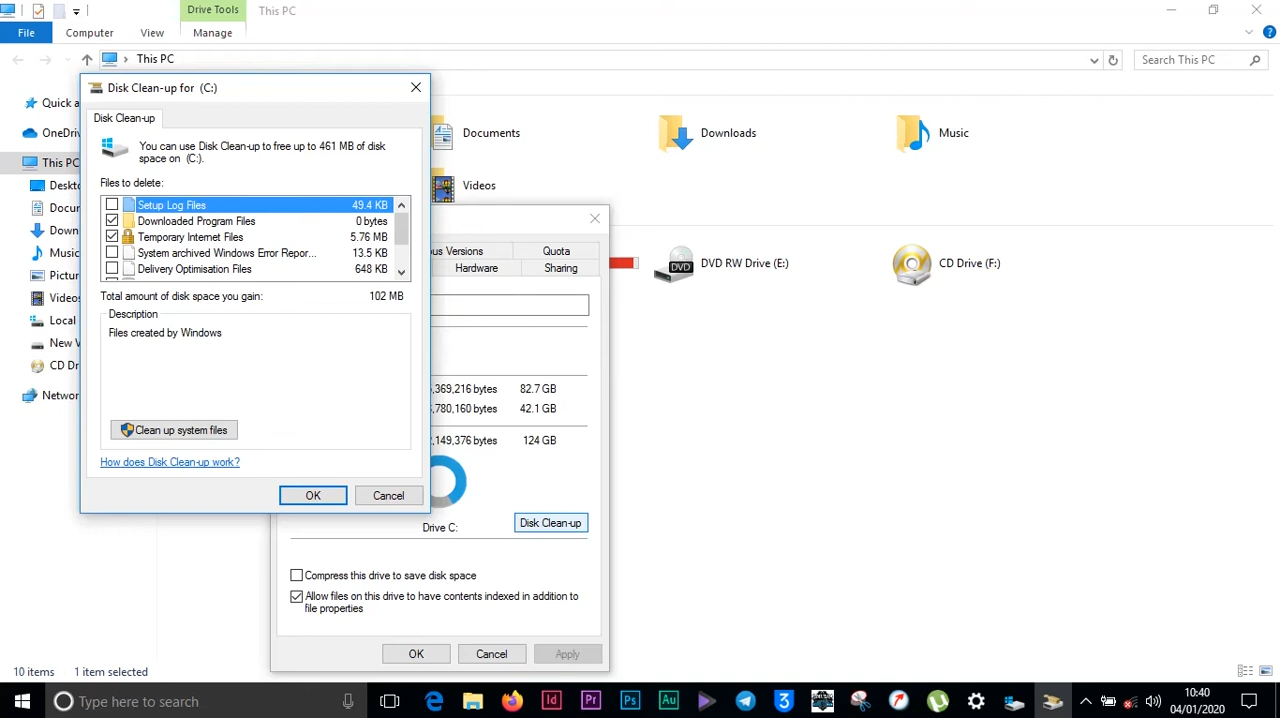 Drive Tools
This PC
File
Computer
View
Manage
This PC
Search This PC
Disk Clean-up for (C:)
Disk Clean-up
You can use Disk Clean-up to free up to 461 MB of disk
space on (C:).
Files to delete:
Setup Log Files 49.4 KB
Downloaded Program Files 0 bytes
Temporary Internet Files 5.76 MB
System archived Windows Error Repor... 13.5 KB
Delivery Optimisation Files 648 KB
Total amount of disk space you gain: 102 MB
Description
Files created by Windows
Clean up system files
How does Disk Clean-up work?
OK
Cancel
Quick a
OneDriv
This PC
Deskto
Docur
Down
Music
Pictur
Videos
Local
New V
CD Dr
Networ
Documents
Downloads
Music
Videos
DVD RW Drive (E:)
CD Drive (F:)
us Versions
Quota
Hardware
Sharing
,369,216 bytes 82.7 GB
,780,160 bytes 42.1 GB
,149,376 bytes 124 GB
Drive C:
Disk Clean-up
Compress this drive to save disk space
Allow files on this drive to have contents indexed in addition to
file properties
OK
Cancel
Apply
10 items
1 item selected
Type here to search
Id
Pr
Ps
Au
10:40
04/01/2020